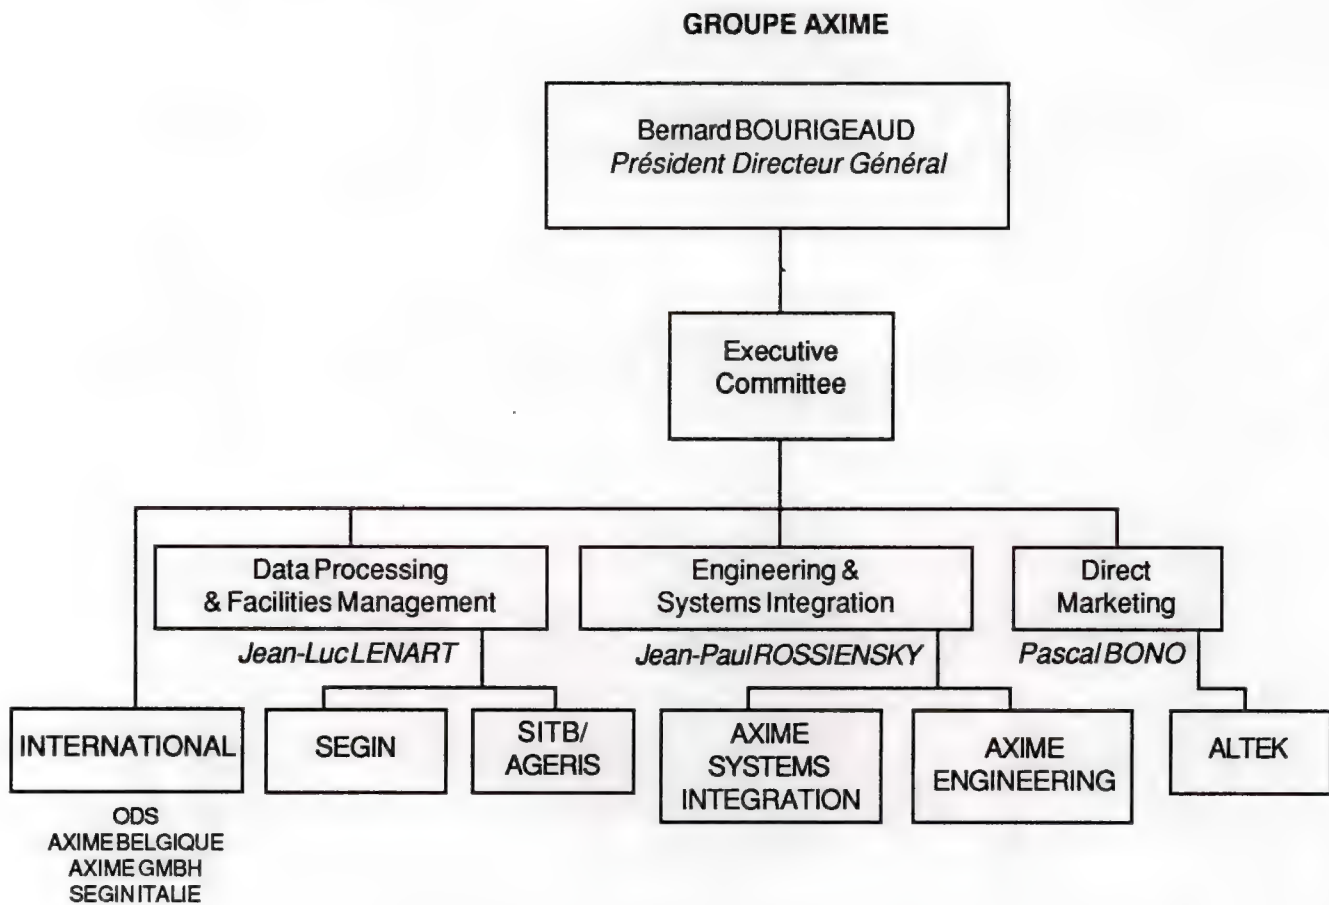 GROUPE AXIME
Bernard BOURIGEAUD
Président Directeur Général
Executive
Committee
Data Processing
& Facilities Management
Engineering &
Systems Integration
Direct
Marketing
Jean-Luc LENART
Jean-Paul ROSSIENSKY
Pascal BONO
INTERNATIONAL
SEGIN
SITB/
AGERIS
AXIME
SYSTEMS
INTEGRATION
AXIME
ENGINEERING
ALTEK
ODS
AXIME BELGIQUE
AXIME GMBH
SEGIN ITALIE